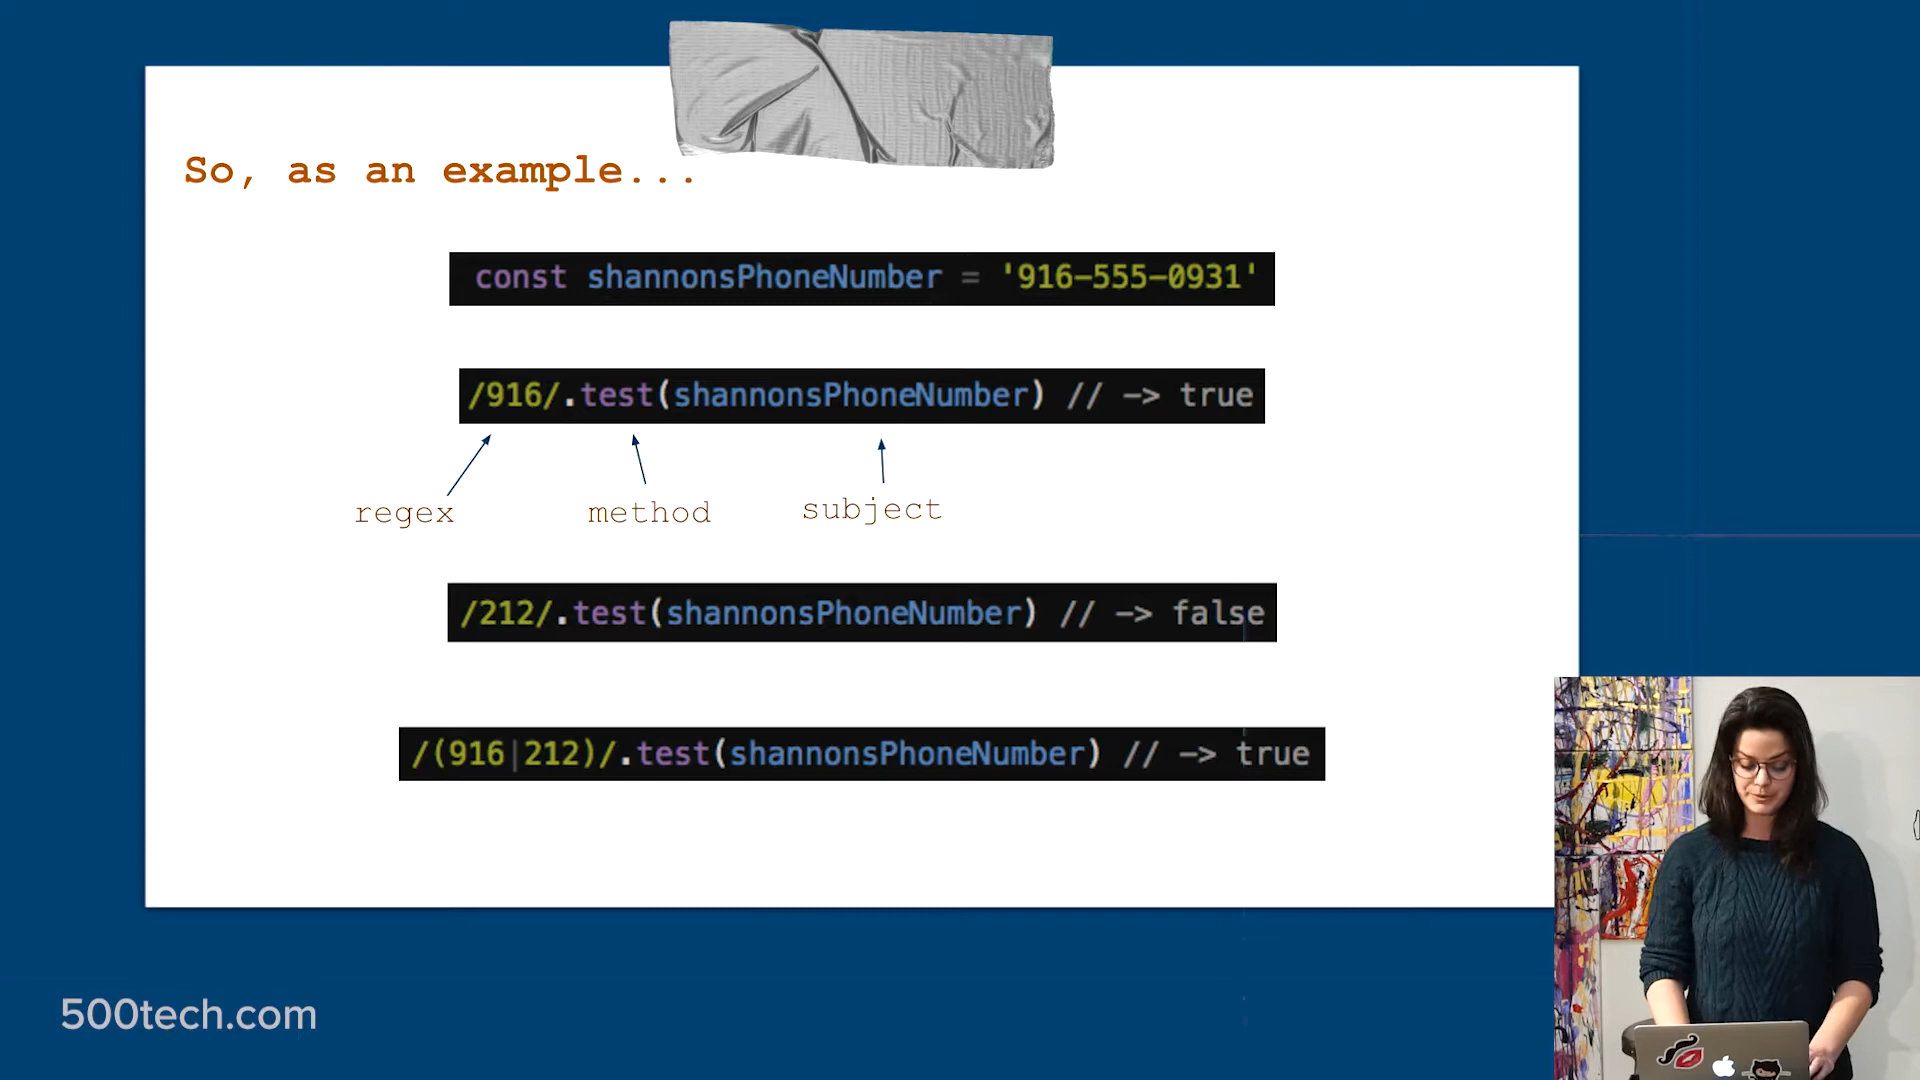 So, as an example...
const shannonsPhoneNumber = '916-555-0931'
/916/.test(shannonsPhoneNumber) // -> true
regex method subject
/212/.test(shannonsPhoneNumber) // -> false
/(916|212)/.test(shannonsPhoneNumber) // -> true
500tech.com